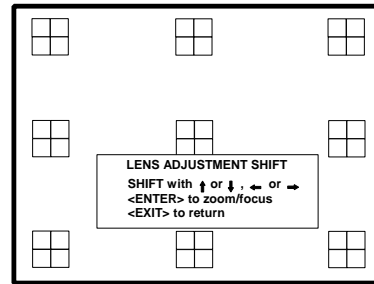 LENS ADJUSTMENT SHIFT
SHIFT with ↑ or ↓ , ← or →
<ENTER> to zoom/focus
<EXIT> to return